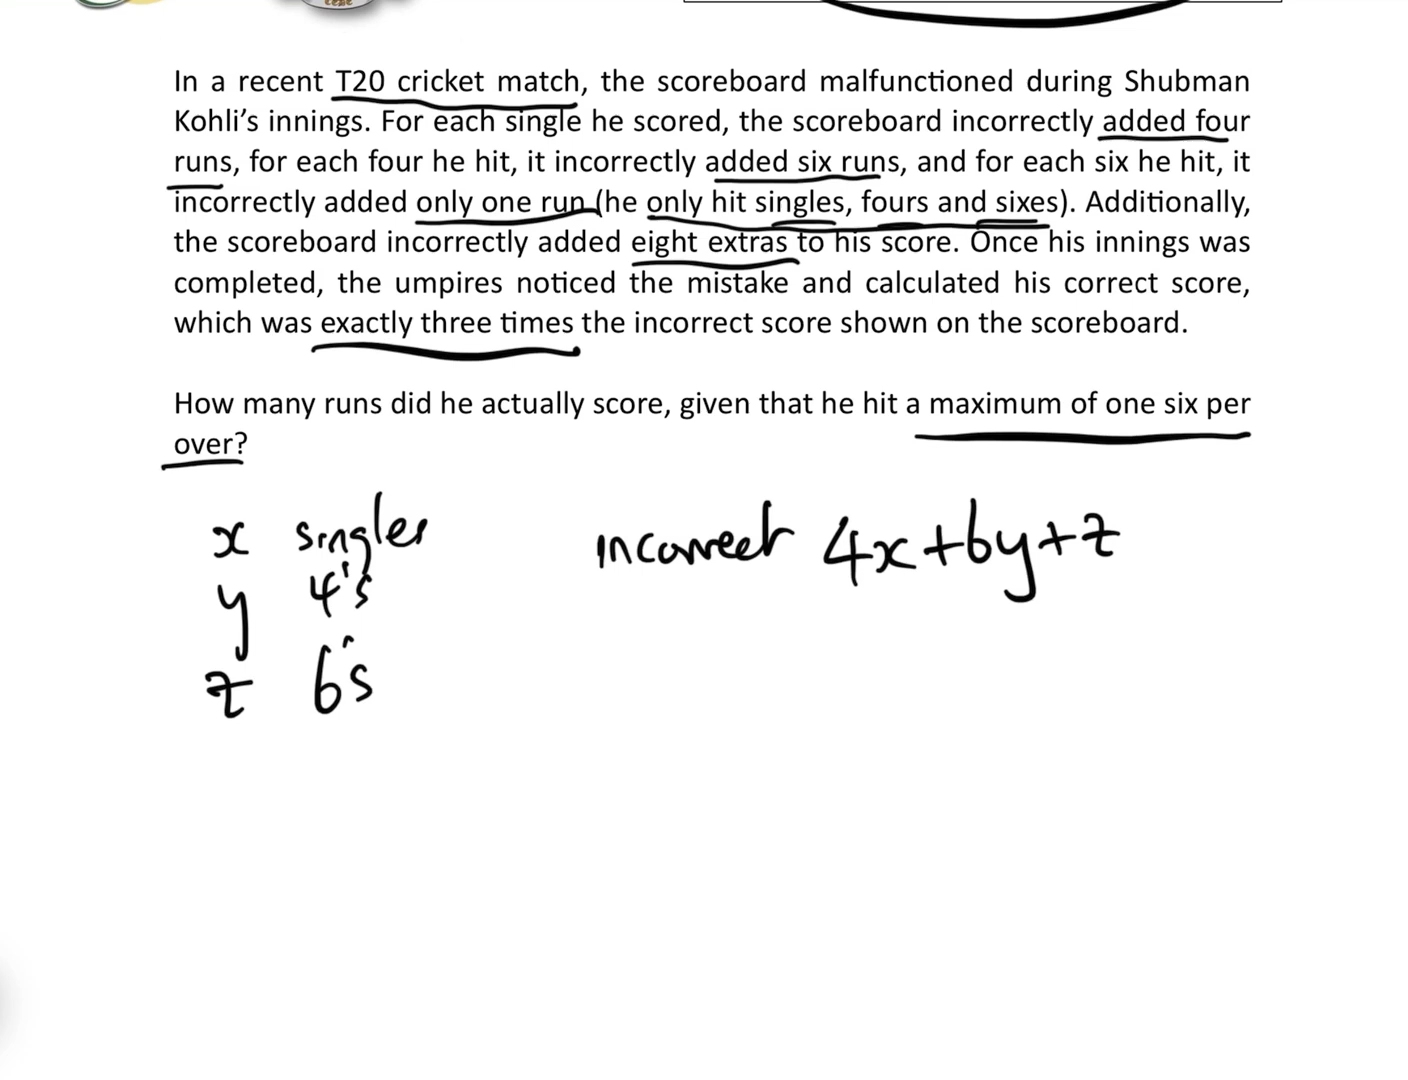 In a recent T20 cricket match, the scoreboard malfunctioned during Shubman
Kohli’s innings. For each single he scored, the scoreboard incorrectly added four
runs, for each four he hit, it incorrectly added six runs, and for each six he hit, it
incorrectly added only one run (he only hit singles, fours and sixes). Additionally,
the scoreboard incorrectly added eight extras to his score. Once his innings was
completed, the umpires noticed the mistake and calculated his correct score,
which was exactly three times the incorrect score shown on the scoreboard.
How many runs did he actually score, given that he hit a maximum of one six per
over?
x singles
incorrect 4x+6y+z
y 4's
z 6's